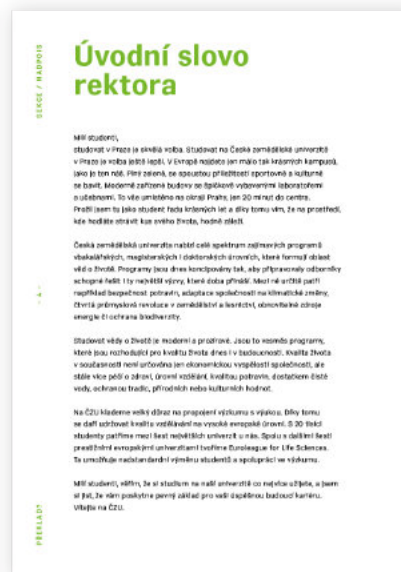 SEKCE / NADPIS
Úvodní slovo
rektora
Milí studenti,
studovat v Praze je skvělá volba. Studovat na České zemědělské univerzitě
v Praze je volba ještě lepší. V Evropě najdete jen málo tak krásných kampusů,
jako je ten náš. Plný zeleně, se spoustou příležitostí sportovně a kulturně
se bavit. Moderně zařízené budovy se špičkově vybavenými laboratořemi
a učebnami. To vše umístěno na okraji Prahy, jen 20 minut do centra.
Prožil jsem tu jako student řadu krásných let a díky tomu vím, že na prostředí,
kde hodláte strávit kus svého života, hodně záleží.
Česká zemědělská univerzita nabízí celé spektrum zajímavých programů
v bakalářských, magisterských i doktorských úrovních, které formují oblast
věd o životě. Programy jsou dnes koncipovány tak, aby připravovaly odborníky
schopné řešit i ty největší výzvy, které doba přináší. Mezi ně určitě patří
například bezpečnost potravin, adaptace společnosti na klimatické změny,
čtvrtá průmyslová revoluce v zemědělství a lesnictví, obnovitelné zdroje
energie či ochrana biodiverzity.
- 4 -
Studovat vědy o životě je moderní a prozíravé. Jsou to vesměs programy,
které jsou rozhodující pro kvalitu života dnes i v budoucnosti. Kvalita života
v současnosti není určována jen ekonomickou vyspělostí společnosti, ale
stále více péčí o zdraví, úrovní vzdělání, kvalitou potravin, dostatkem čisté
vody, ochranou tradic, přírodních nebo kulturních hodnot.
Na ČZU klademe velký důraz na propojení výzkumu s výukou. Díky tomu
se daří udržovat kvalitu vzdělávání na vysoké evropské úrovni. S 20 tisíci
studenty patříme mezi šest největších univerzit u nás. Spolu s dalšími šesti
prestižními evropskými univerzitami tvoříme Euroleague for Life Sciences.
To umožňuje nadstandardní výměnu studentů a spolupráci ve výzkumu.
Milí studenti, věřím, že si studium na naší univerzitě co nejvíce užijete, a jsem
si jist, že vám poskytne pevný základ pro vaši úspěšnou budoucí kariéru.
Vítejte na ČZU.
PŘEKLAD?